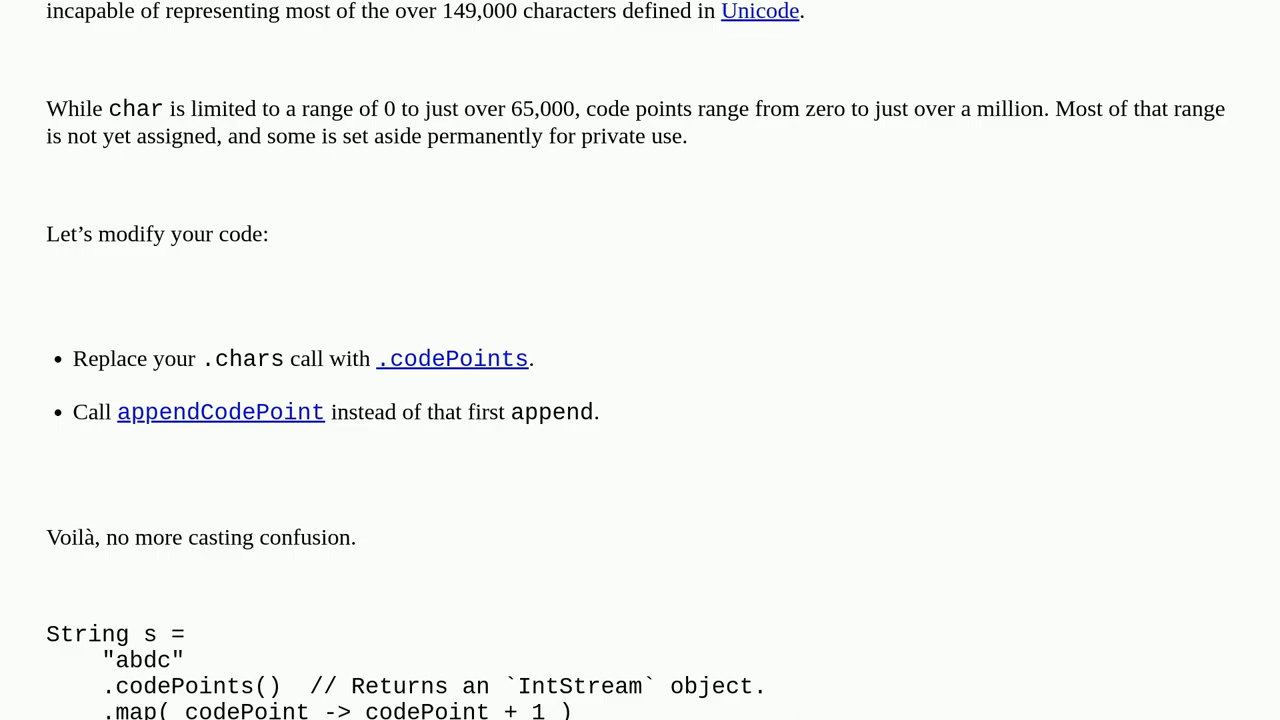 incapable of representing most of the over 149,000 characters defined in Unicode.
While char is limited to a range of 0 to just over 65,000, code points range from zero to just over a million. Most of that range
is not yet assigned, and some is set aside permanently for private use.
Let’s modify your code:
• Replace your .chars call with .codePoints.
• Call appendCodePoint instead of that first append.
Voilà, no more casting confusion.
String s =
    "abdc"
    .codePoints()  // Returns an `IntStream` object.
    .map( codePoint -> codePoint + 1 )